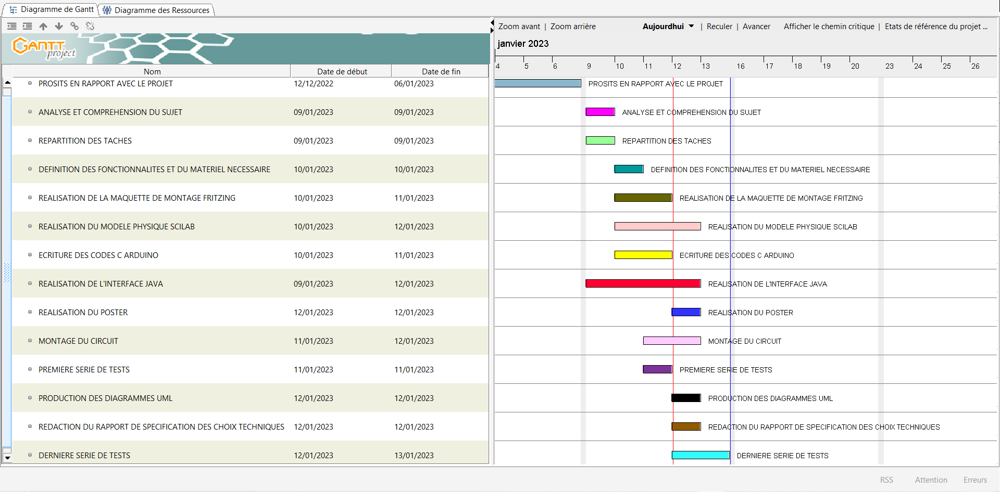 Diagramme de Gantt Diagramme des Ressources
Zoom avant | Zoom arrière Aujourdhui | Reculer | Avancer Afficher le chemin critique | Etats de référence du projet ...
GANTT project
janvier 2023
4 5 6 9 10 11 12 13 16 17 18 19 20 23 24 25 26
Nom Date de début Date de fin
PROSITS EN RAPPORT AVEC LE PROJET 12/12/2022 06/01/2023 PROSITS EN RAPPORT AVEC LE PROJET
ANALYSE ET COMPREHENSION DU SUJET 09/01/2023 09/01/2023 ANALYSE ET COMPREHENSION DU SUJET
REPARTITION DES TACHES 09/01/2023 09/01/2023 REPARTITION DES TACHES
DEFINITION DES FONCTIONNALITES ET DU MATERIEL NECESSAIRE 10/01/2023 10/01/2023 DEFINITION DES FONCTIONNALITES ET DU MATERIEL NECESSAIRE
REALISATION DE LA MAQUETTE DE MONTAGE FRITZING 10/01/2023 11/01/2023 REALISATION DE LA MAQUETTE DE MONTAGE FRITZING
REALISATION DU MODELE PHYSIQUE SCILAB 10/01/2023 12/01/2023 REALISATION DU MODELE PHYSIQUE SCILAB
ECRITURE DES CODES C ARDUINO 10/01/2023 11/01/2023 ECRITURE DES CODES C ARDUINO
REALISATION DE L'INTERFACE JAVA 09/01/2023 12/01/2023 REALISATION DE L'INTERFACE JAVA
REALISATION DU POSTER 12/01/2023 12/01/2023 REALISATION DU POSTER
MONTAGE DU CIRCUIT 11/01/2023 12/01/2023 MONTAGE DU CIRCUIT
PREMIERE SERIE DE TESTS 11/01/2023 11/01/2023 PREMIERE SERIE DE TESTS
PRODUCTION DES DIAGRAMMES UML 12/01/2023 12/01/2023 PRODUCTION DES DIAGRAMMES UML
REDACTION DU RAPPORT DE SPECIFICATION DES CHOIX TECHNIQUES 12/01/2023 12/01/2023 REDACTION DU RAPPORT DE SPECIFICATION DES CHOIX TECHNIQUES
DERNIERE SERIE DE TESTS 12/01/2023 13/01/2023 DERNIERE SERIE DE TESTS
RSS Attention Erreurs